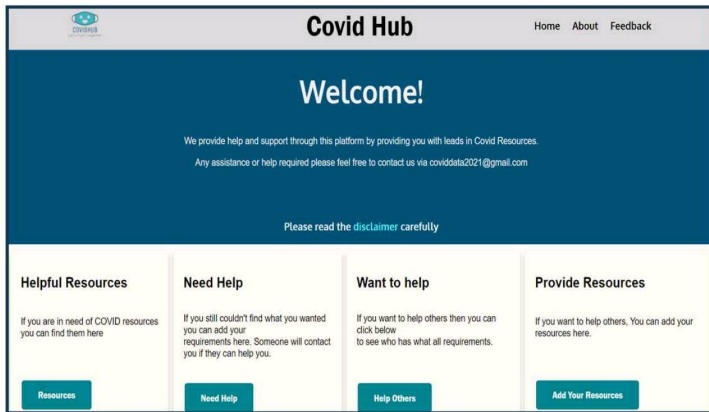 COVIDHUB
Covid Hub
Home About Feedback
Welcome!
We provide help and support through this platform by providing you with leads in Covid Resources.
Any assistance or help required please feel free to contact us via coviddata2021@gmail.com
Please read the disclaimer carefully
Helpful Resources
If you are in need of COVID resources
you can find them here
Resources
Need Help
If you still couldn't find what you wanted
you can add your
requirements here. Someone will contact
you if they can help you.
Need Help
Want to help
If you want to help others then you can
click below
to see who has what all requirements.
Help Others
Provide Resources
If you want to help others, You can add your
resources here.
Add Your Resources